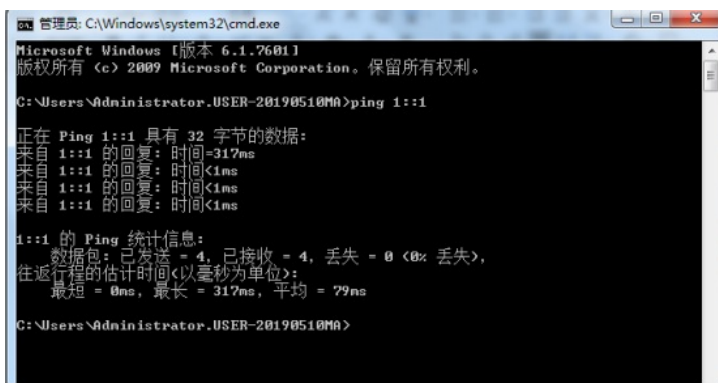 管理员: C:\Windows\system32\cmd.exe
Microsoft Windows [版本 6.1.7601]
版权所有 (c) 2009 Microsoft Corporation。保留所有权利。
C:\Users\Administrator.USER-20190510MA>ping 1::1
正在 Ping 1::1 具有 32 字节的数据:
来自 1::1 的回复: 时间=317ms
来自 1::1 的回复: 时间<1ms
来自 1::1 的回复: 时间<1ms
来自 1::1 的回复: 时间<1ms
1::1 的 Ping 统计信息:
数据包: 已发送 = 4，已接收 = 4，丢失 = 0 (0% 丢失)，
往返行程的估计时间(以毫秒为单位):
最短 = 0ms，最长 = 317ms，平均 = 79ms
C:\Users\Administrator.USER-20190510MA>